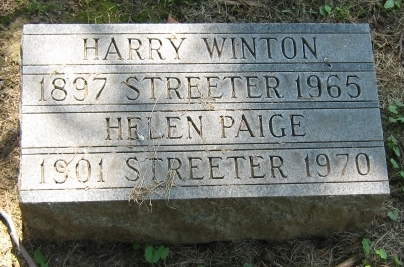 HARRY WINTON
1897 STREETER 1965
HELEN PAIGE
1901 STREETER 1970